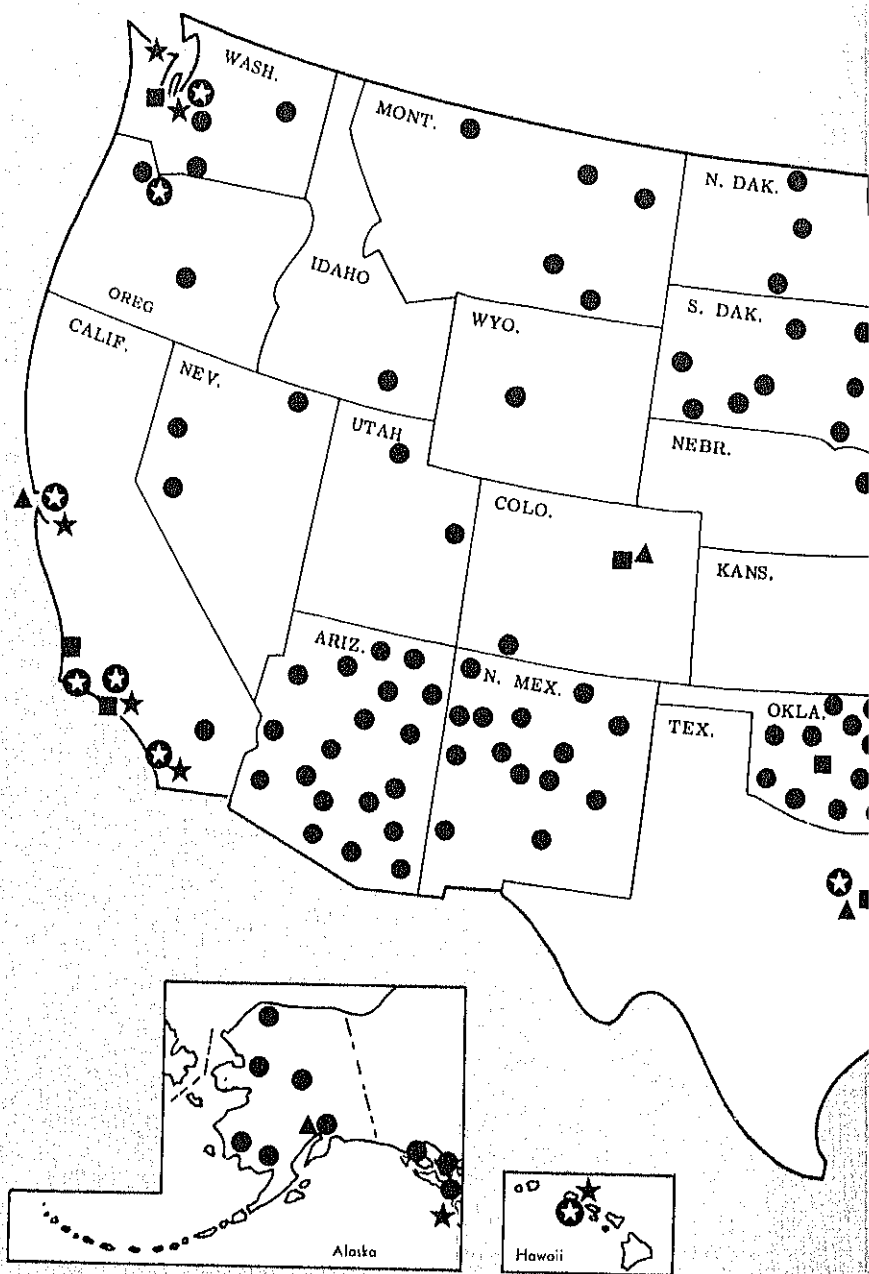 WASH.
MONT.
N. DAK.
IDAHO
OREG
WYO.
S. DAK.
CALIF.
NEV.
UTAH
NEBR.
COLO.
KANS.
ARIZ.
N. MEX.
OKLA.
TEX.
Alaska
Hawaii